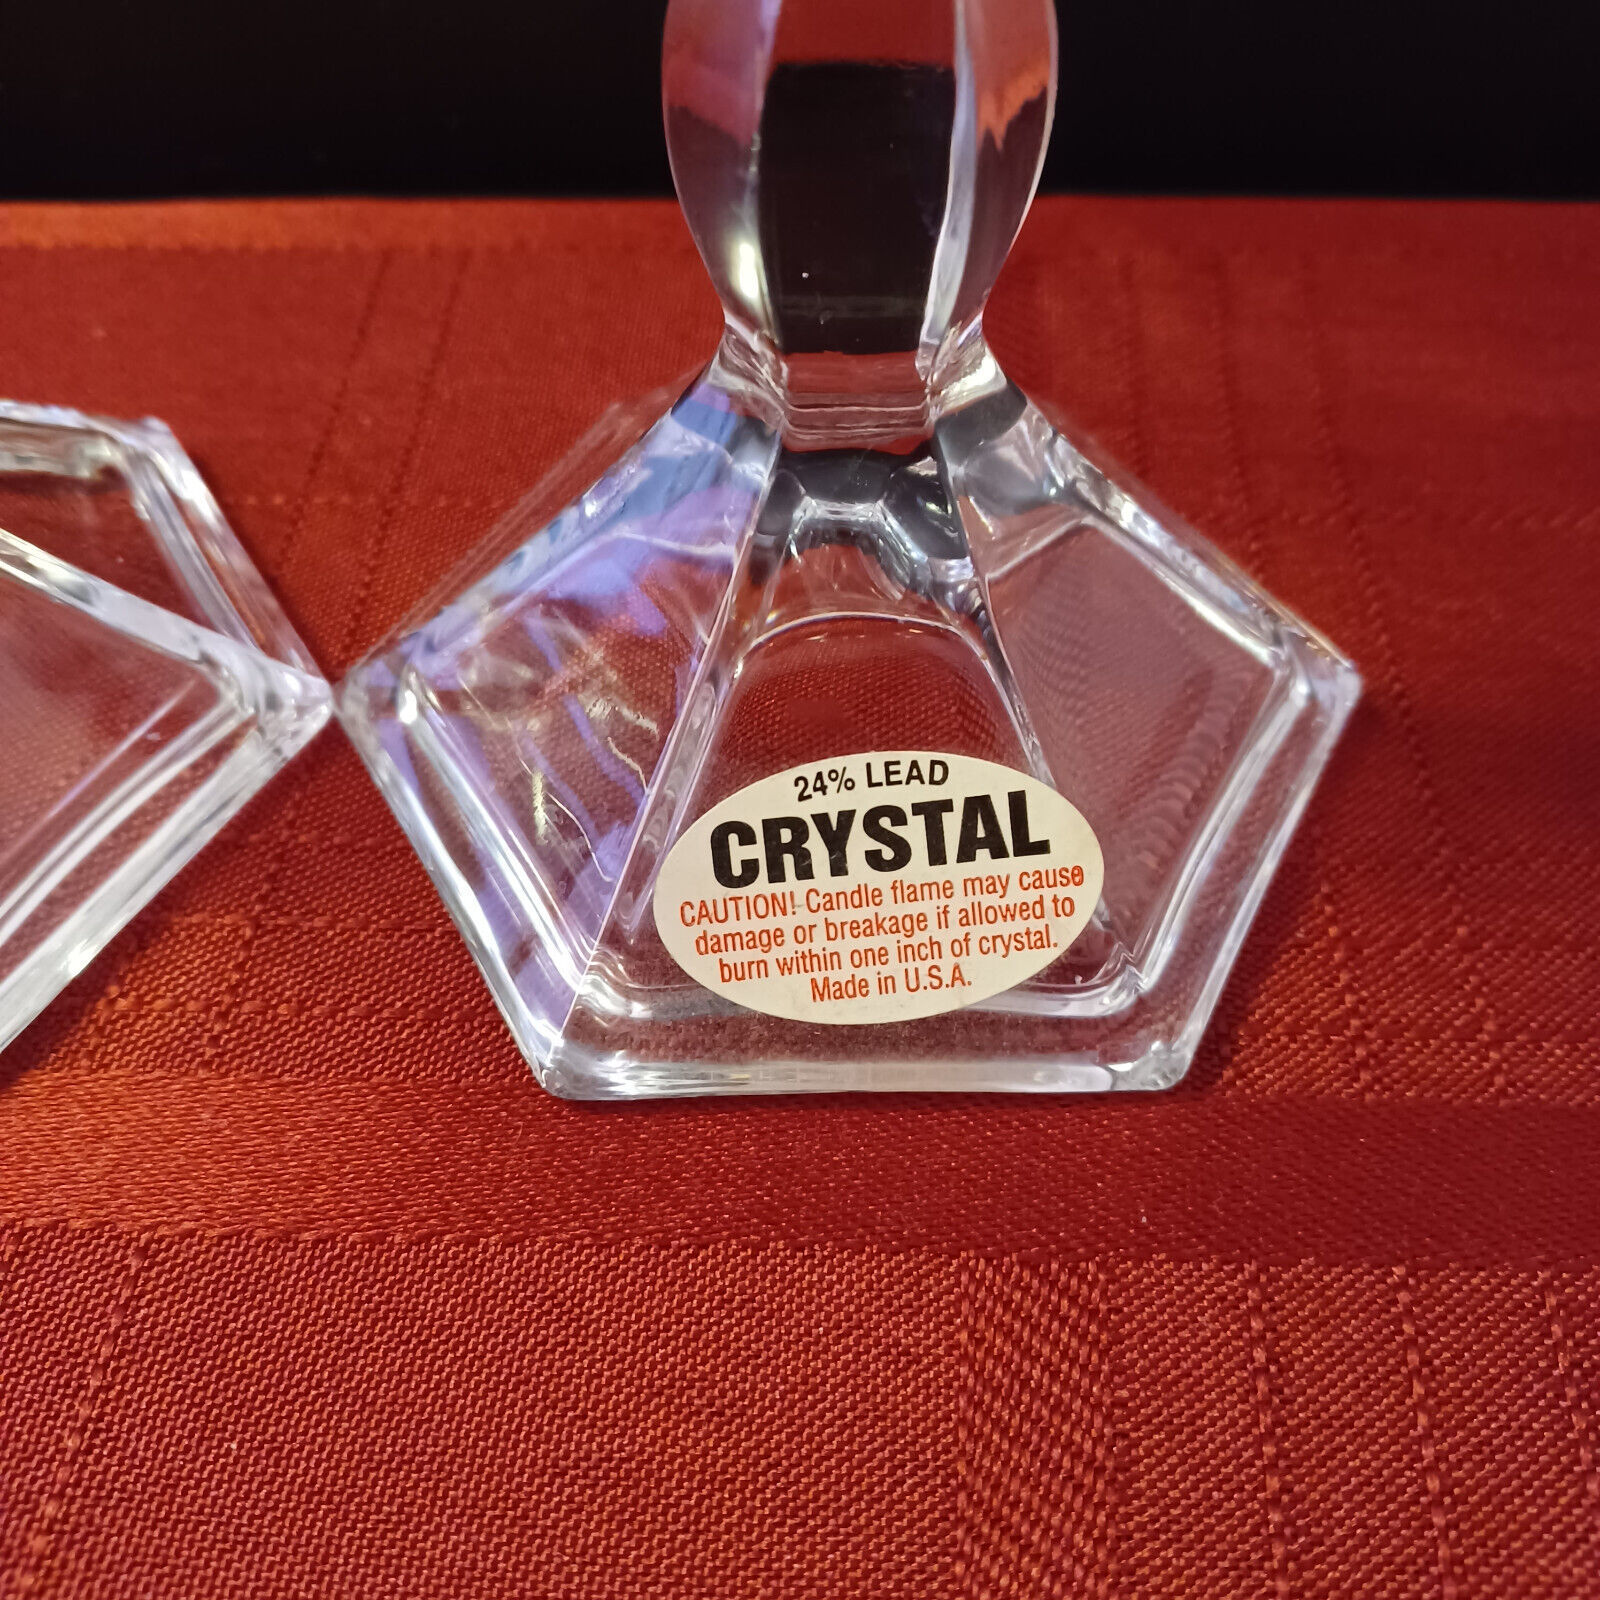 24% LEAD
CRYSTAL
CAUTION! Candle flame may cause
damage or breakage if allowed to
burn within one inch of crystal.
Made in U.S.A.